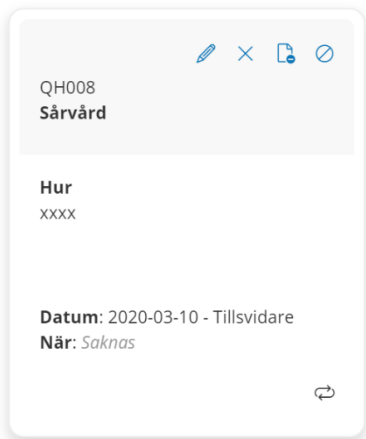 QH008
Sårvård
Hur
xxxx
Datum: 2020-03-10 - Tillsvidare
När: Saknas